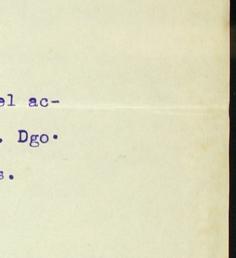 el ac-
. Dgo.
s.